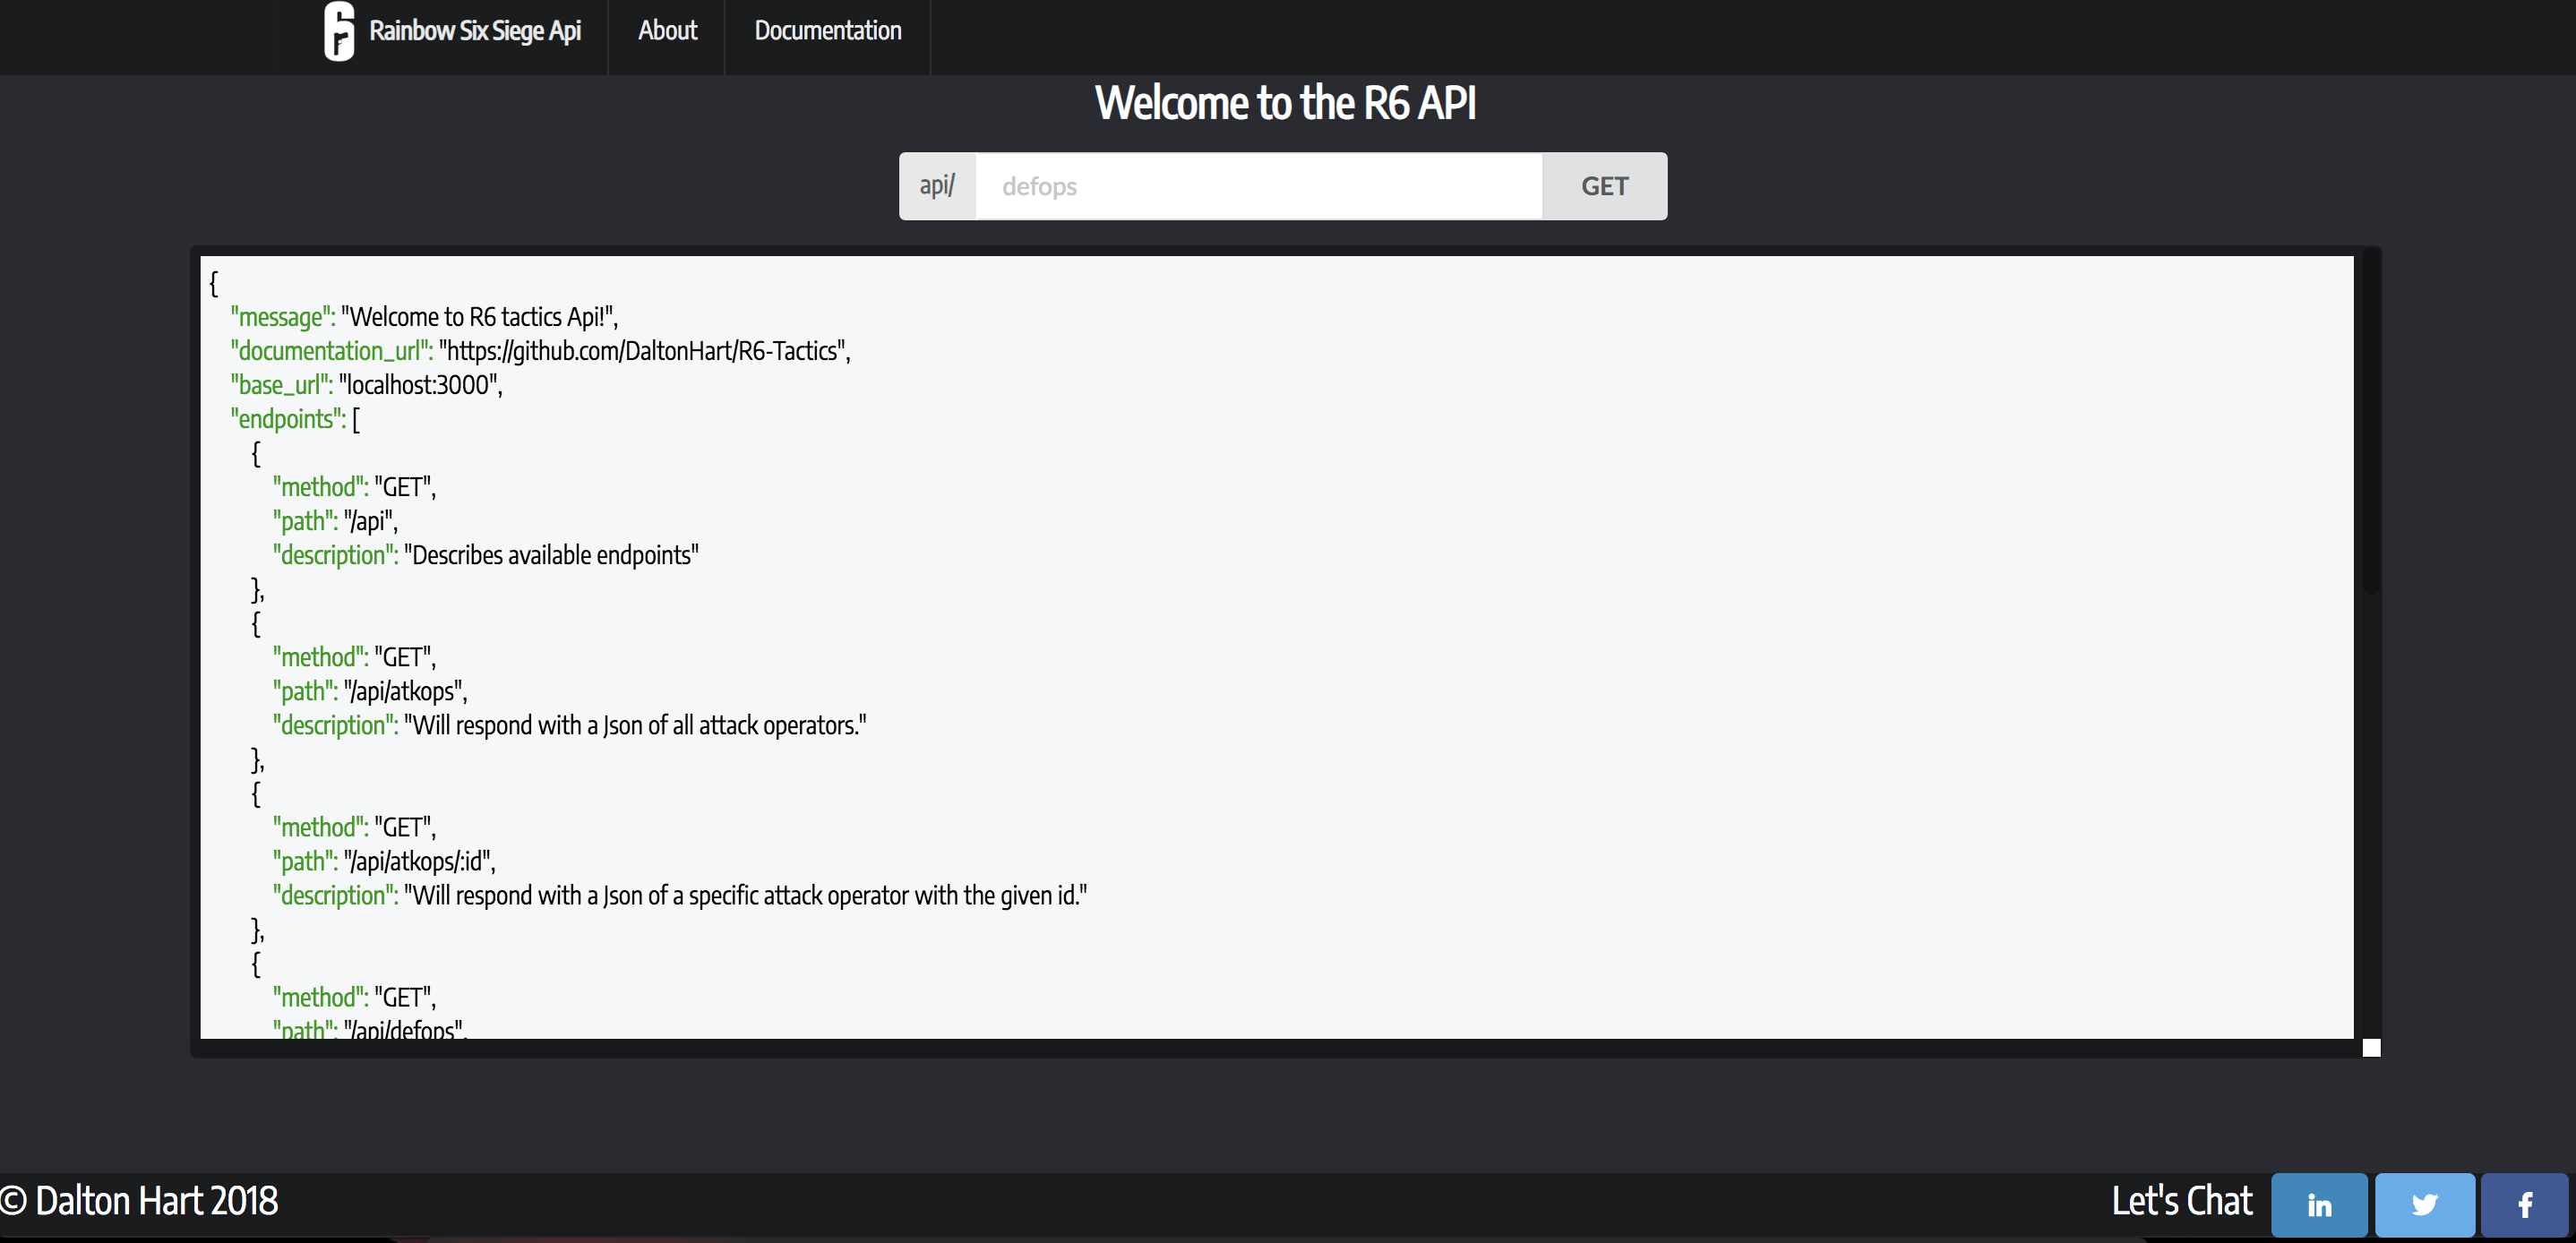 Rainbow Six Siege Api
About
Documentation
Welcome to the R6 API
api/
defops
GET
{
"message": "Welcome to R6 tactics Api!",
"documentation_url": "https://github.com/DaltonHart/R6-Tactics",
"base_url": "localhost:3000",
"endpoints": [
{
"method": "GET",
"path": "/api",
"description": "Describes available endpoints"
},
{
"method": "GET",
"path": "/api/atkops",
"description": "Will respond with a Json of all attack operators."
},
{
"method": "GET",
"path": "/api/atkops/:id",
"description": "Will respond with a Json of a specific attack operator with the given id."
},
{
"method": "GET",
"path": "/api/defops",
© Dalton Hart 2018
Let's Chat